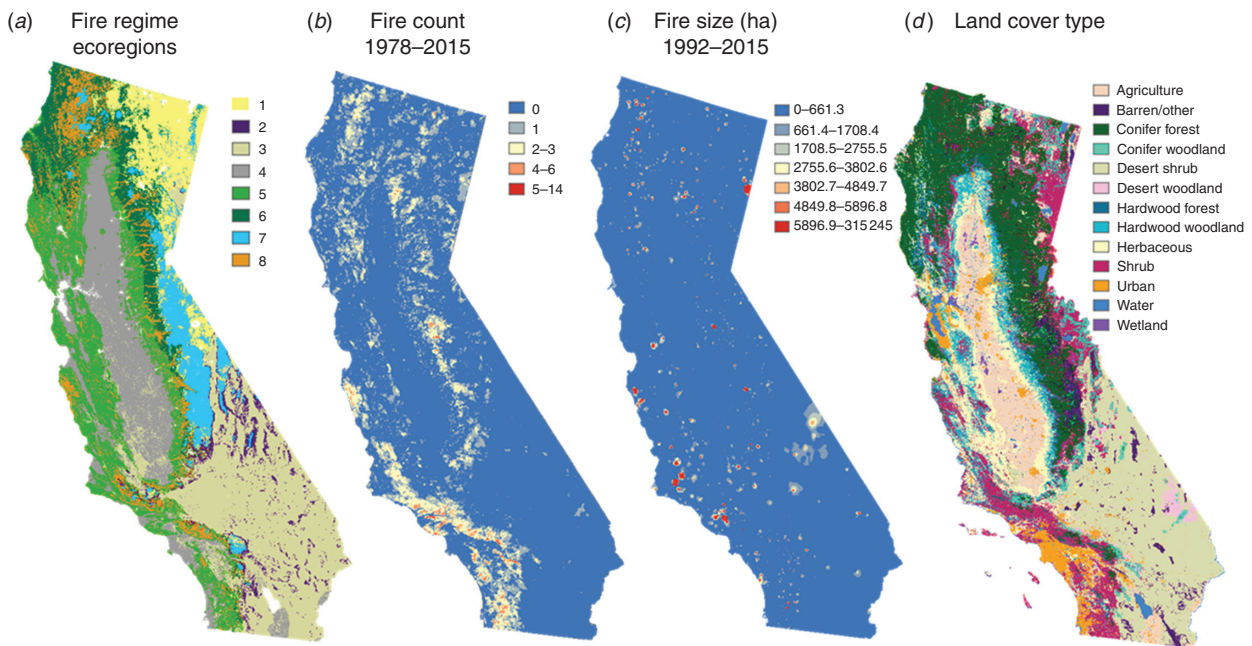 (a) Fire regime
ecoregions
1
2
3
4
5
6
7
8
(b) Fire count
1978–2015
0
1
2–3
4–6
5–14
(c) Fire size (ha)
1992–2015
0–661.3
661.4–1708.4
1708.5–2755.5
2755.6–3802.6
3802.7–4849.7
4849.8–5896.8
5896.9–315 245
(d) Land cover type
Agriculture
Barren/other
Conifer forest
Conifer woodland
Desert shrub
Desert woodland
Hardwood forest
Hardwood woodland
Herbaceous
Shrub
Urban
Water
Wetland